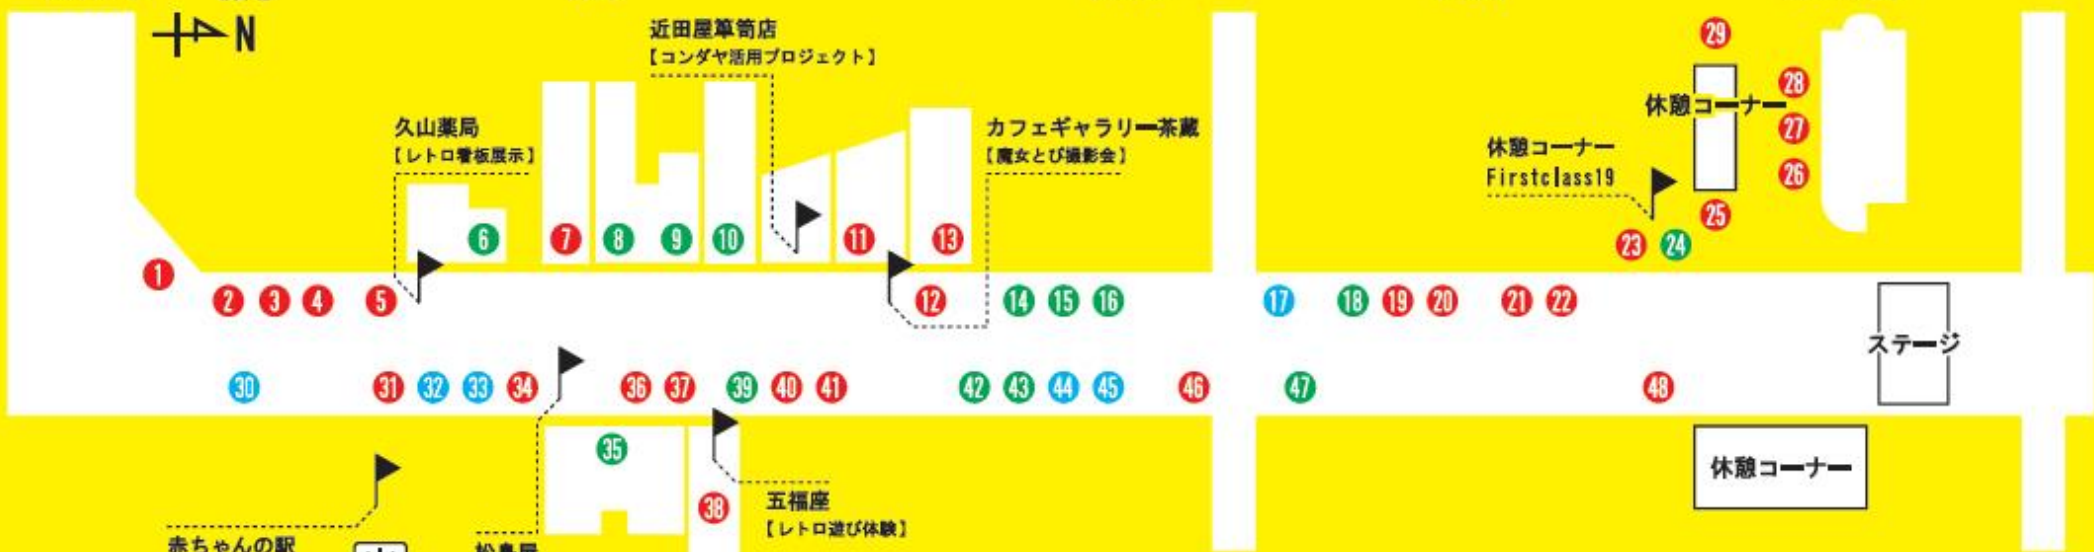 N
近田屋箪笥店
【コンダヤ活用プロジェクト】
久山薬局
【レトロ看板展示】
カフェギャラリー茶蔵
【魔女とび撮影会】
休憩コーナー
Firstclass19
休憩コーナー
29
28
27
26
25
23 24
6 7 8 9 10 11 13
1
2 3 4 5 12 14 15 16 17 18 19 20 21 22
ステージ
30 31 32 33 34 36 37 39 40 41 42 43 44 45 46 47 48
35
38
五福座
【レトロ遊び体験】
休憩コーナー
赤ちゃんの駅